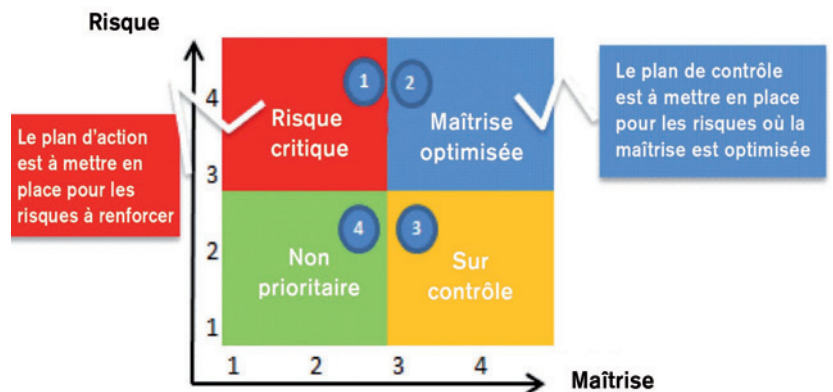 Risque
4
3
2
1
Le plan d'action
est à mettre en
place pour les
risques à renforcer
1
Risque
critique
2
Maîtrise
optimisée
Le plan de contrôle
est à mettre en place
pour les risques où la
maîtrise est optimisée
4
Non
prioritaire
3
Sur
contrôle
1 2 3 4
Maîtrise